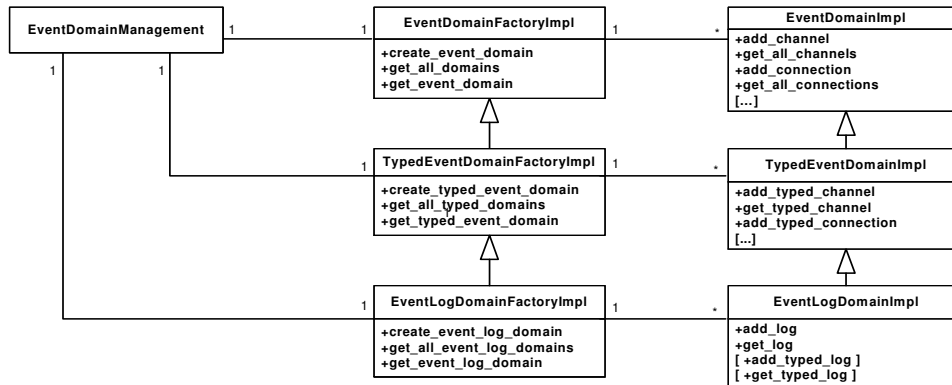 EventDomainManagement
1
1
1
1
EventDomainFactoryImpl
+create_event_domain
+get_all_domains
+get_event_domain
1
*
EventDomainImpl
+add_channel
+get_all_channels
+add_connection
+get_all_connections
[...]
1
TypedEventDomainFactoryImpl
+create_typed_event_domain
+get_all_typed_domains
+get_typed_event_domain
1
*
TypedEventDomainImpl
+add_typed_channel
+get_typed_channel
+add_typed_connection
[...]
1
EventLogDomainFactoryImpl
+create_event_log_domain
+get_all_event_log_domains
+get_event_log_domain
1
*
EventLogDomainImpl
+add_log
+get_log
[ +add_typed_log ]
[ +get_typed_log ]